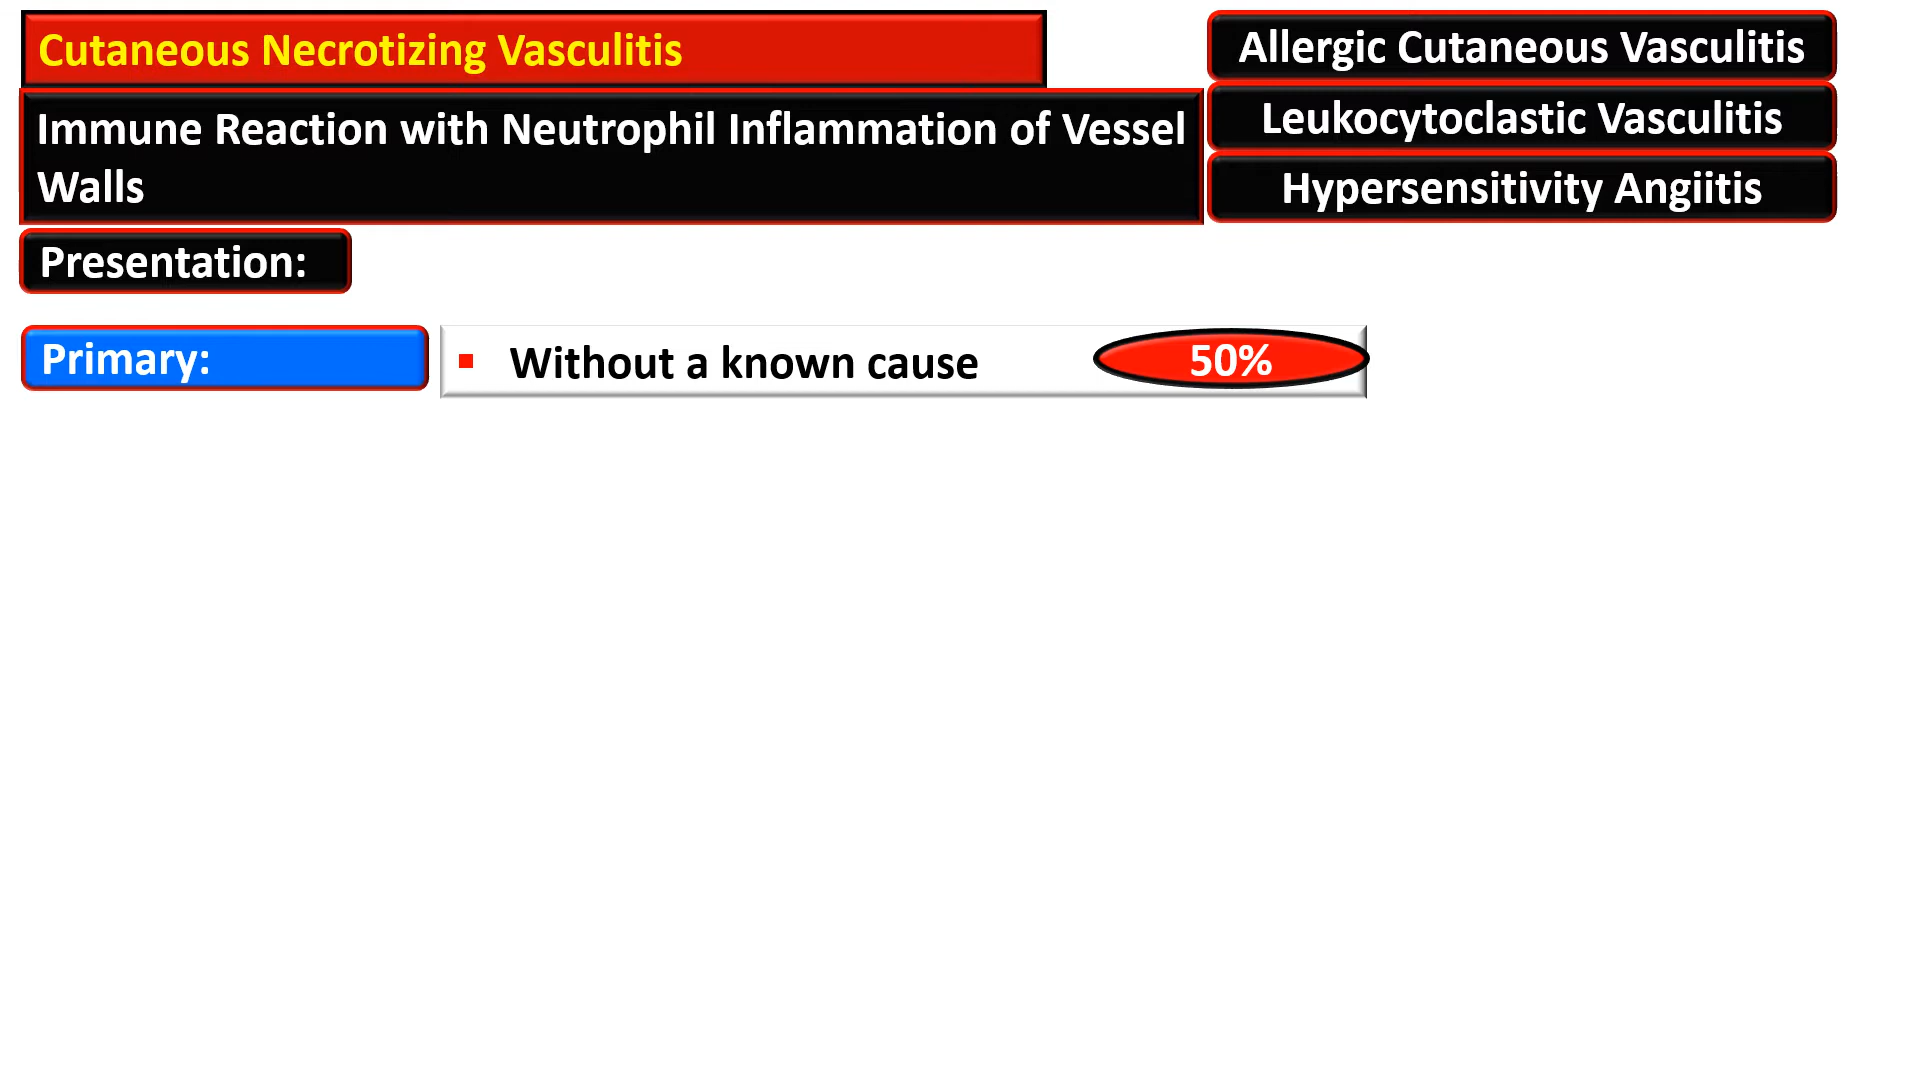 Cutaneous Necrotizing Vasculitis
Immune Reaction with Neutrophil Inflammation of Vessel
Walls
Allergic Cutaneous Vasculitis
Leukocytoclastic Vasculitis
Hypersensitivity Angiitis
Presentation:
Primary:
▪ Without a known cause
50%